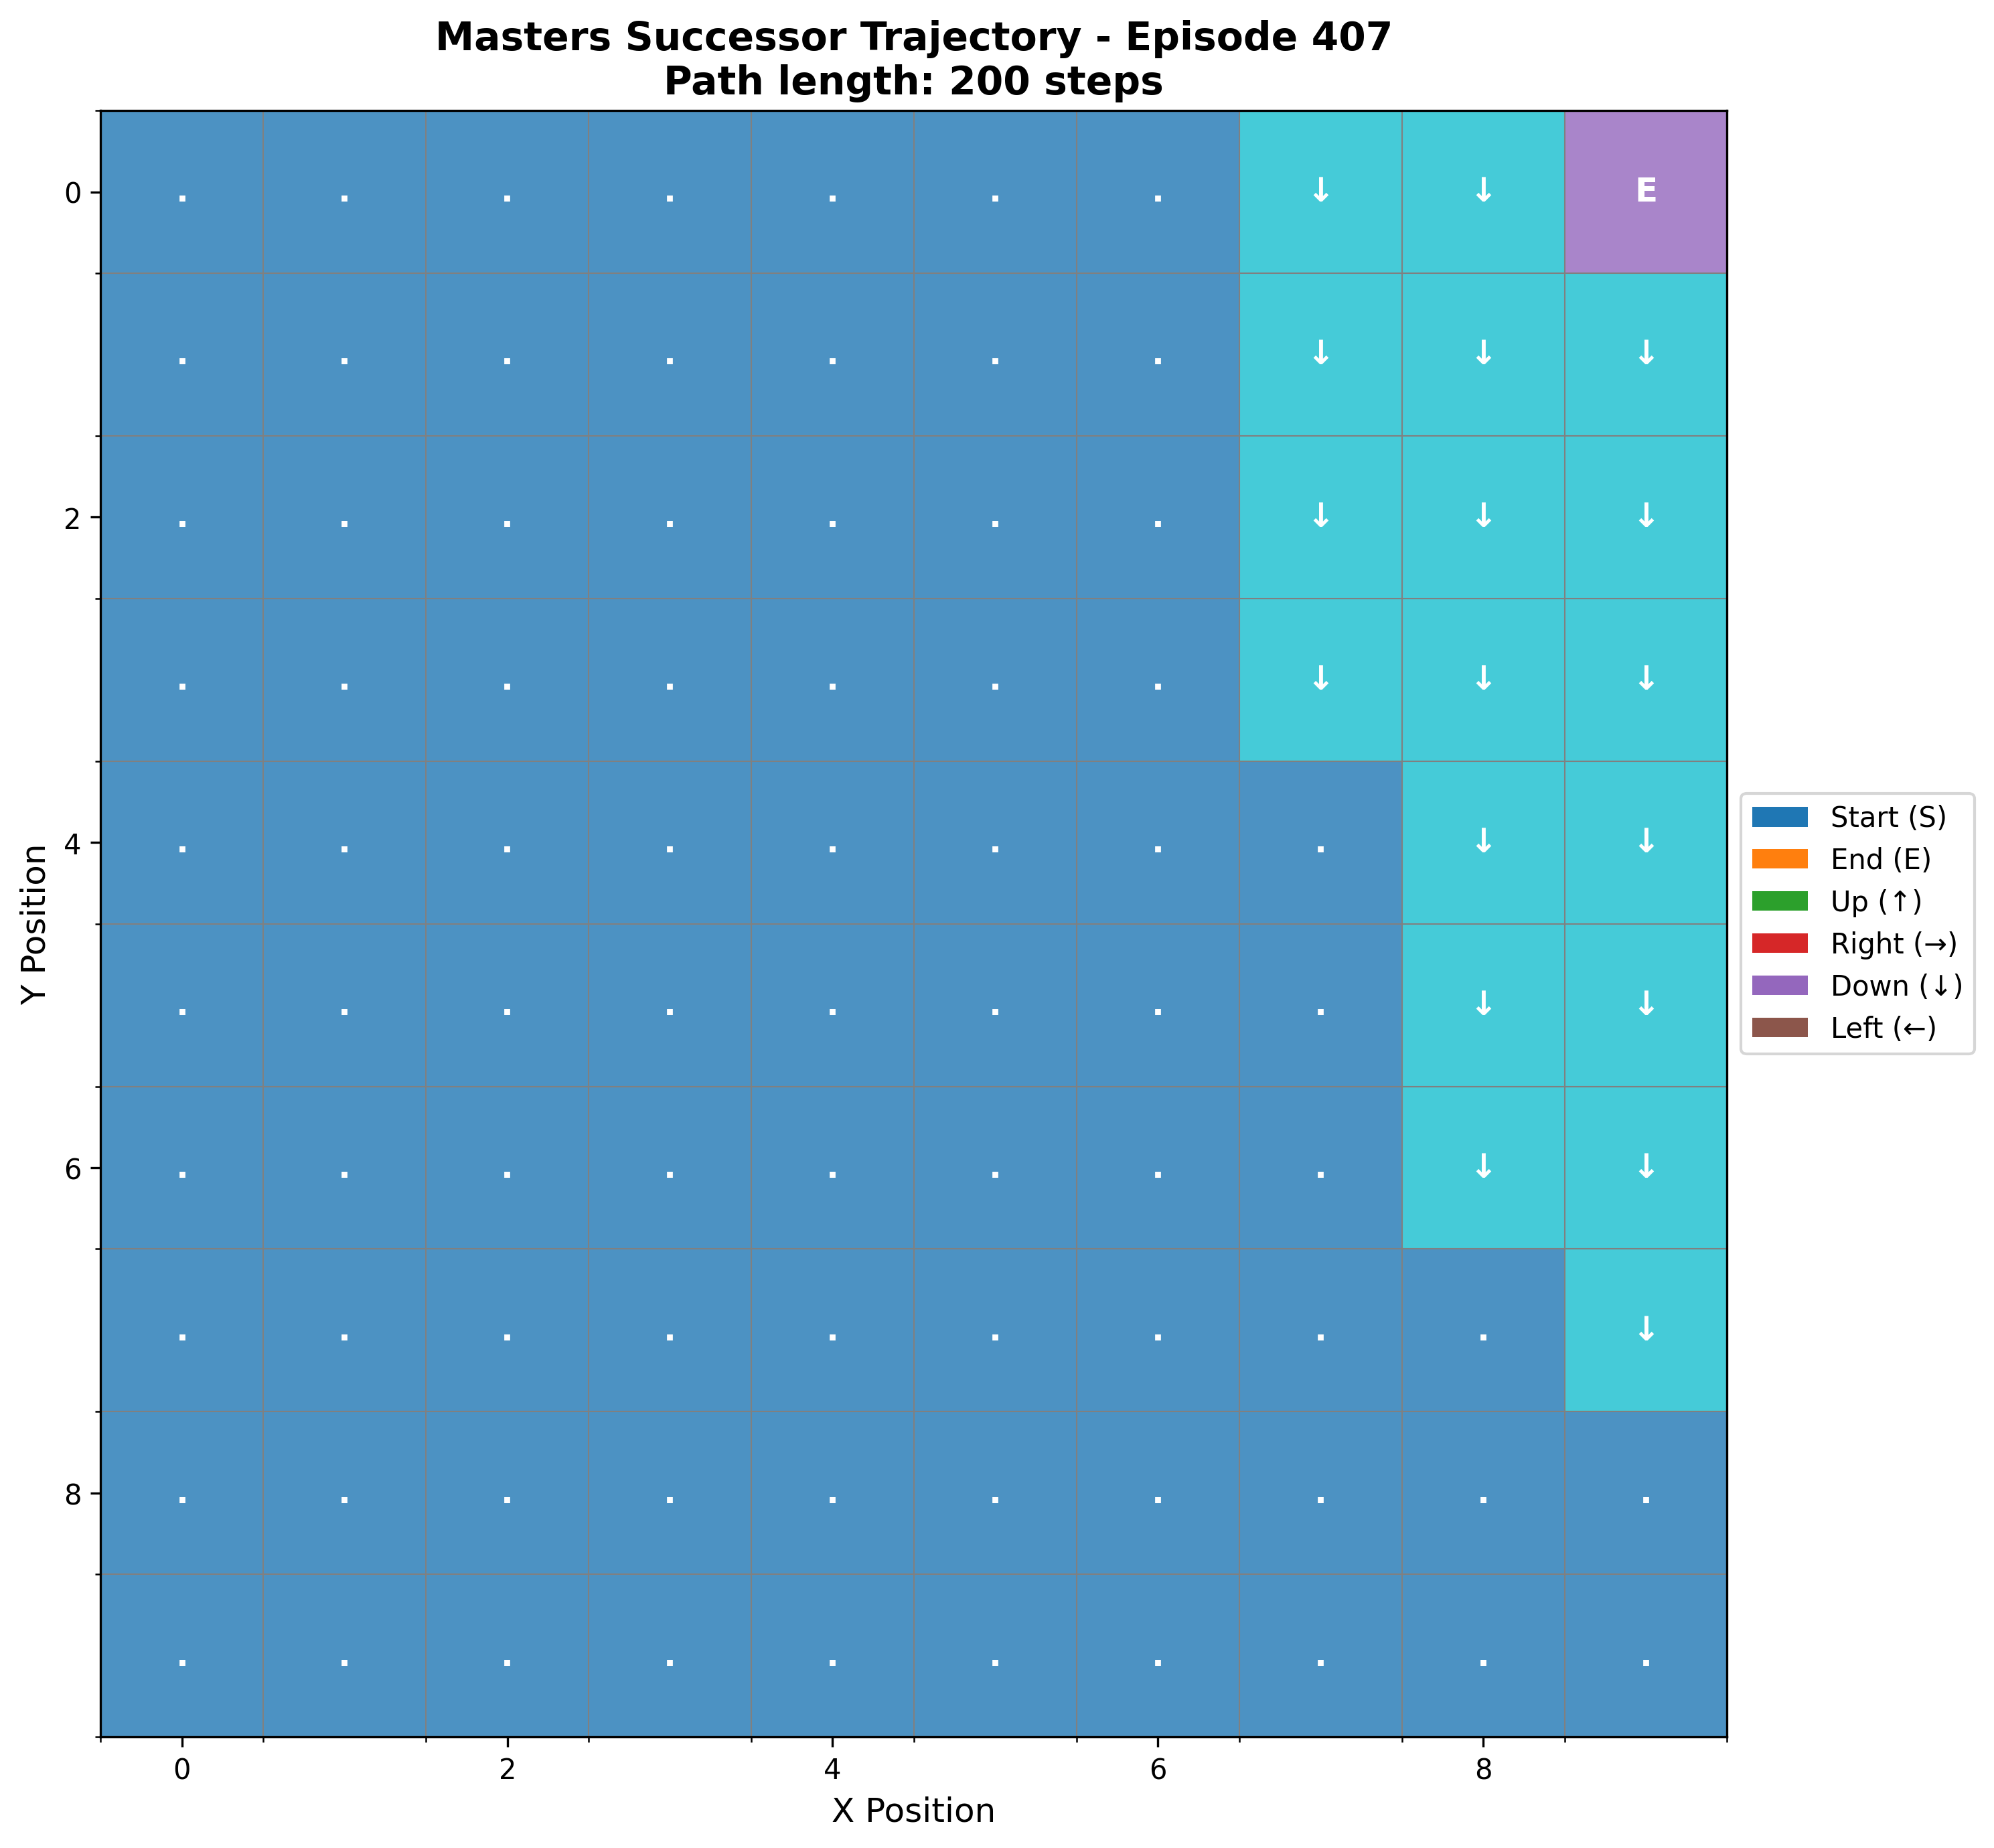 Masters Successor Trajectory - Episode 407
Path length: 200 steps
0 . . . . . . . ↓ ↓ E
. . . . . . . ↓ ↓ ↓
2 . . . . . . . ↓ ↓ ↓
. . . . . . . ↓ ↓ ↓
4 . . . . . . . . ↓ ↓
. . . . . . . . ↓ ↓
6 . . . . . . . . ↓ ↓
. . . . . . . . . ↓
8 . . . . . . . . . .
. . . . . . . . . .
0 2 4 6 8
X Position
Y Position
Start (S)
End (E)
Up (↑)
Right (→)
Down (↓)
Left (←)